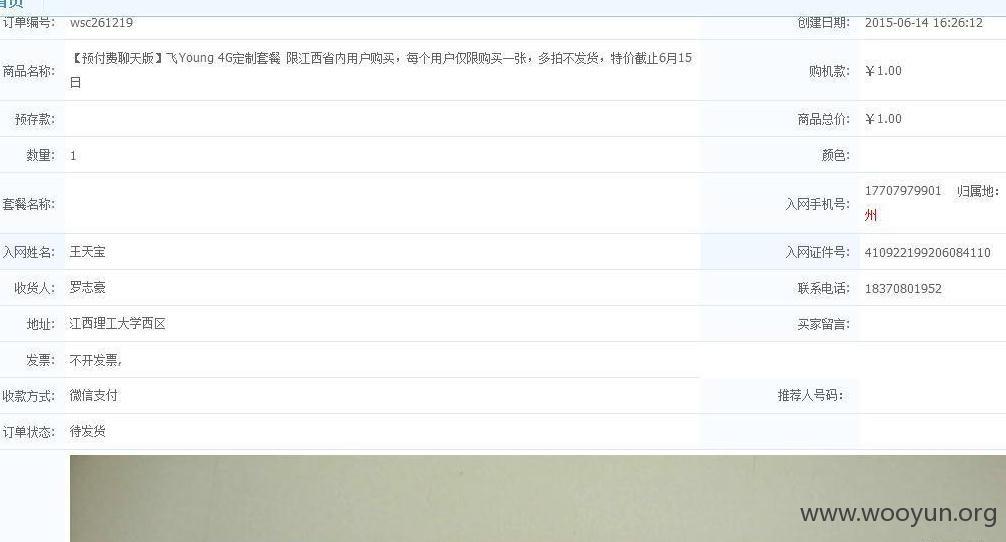 首页
订单编号: wsc261219 创建日期: 2015-06-14 16:26:12
商品名称: 【预付费聊天版】飞Young 4G定制套餐 限江西省内用户购买，每个用户仅限购买一张，多拍不发货，特价截止6月15
日
购机款: ￥1.00
预存款: 商品总价: ￥1.00
数量: 1 颜色:
套餐名称: 入网手机号: 17707979901 归属地:
州
入网姓名: 王天宝 入网证件号: 410922199206084110
收货人: 罗志豪 联系电话: 18370801952
地址: 江西理工大学西区 买家留言:
发票: 不开发票,
收款方式: 微信支付 推荐人号码:
订单状态: 待发货
www.wooyun.org